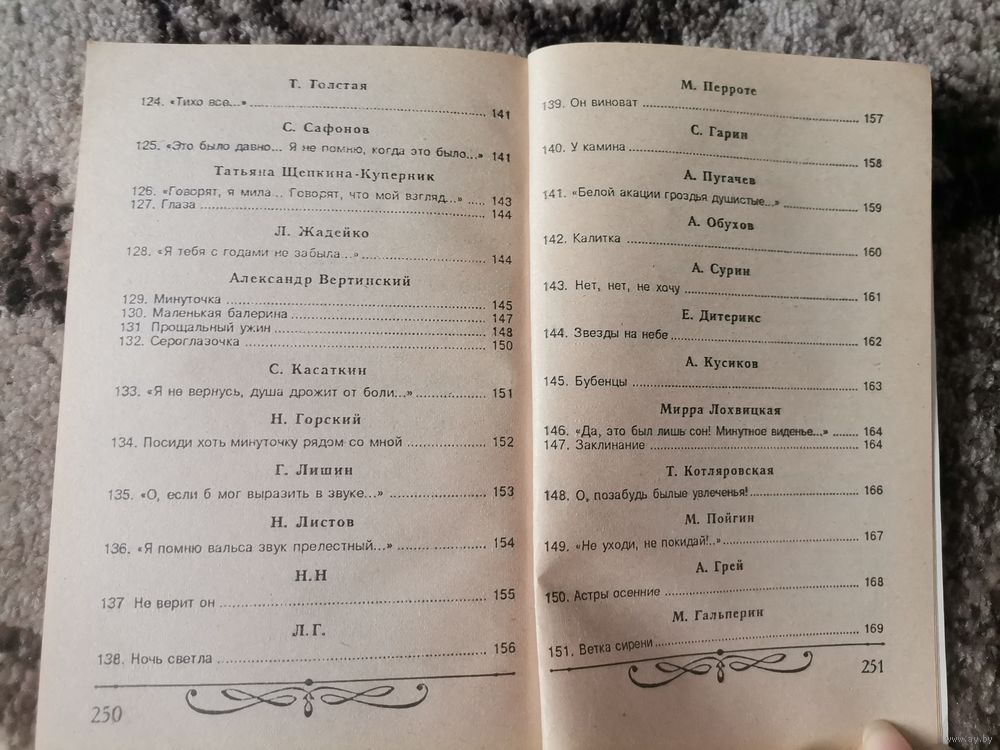 Т. Толстая
124. «Тихо все...» 141
С. Сафонов
125. «Это было давно... Я не помню, когда это было...» 141
Татьяна Щепкина-Куперник
126. «Говорят, я мила... Говорят, что мой взгляд...» 143
127. Глаза 144
Л. Жадейко
128. «Я тебя с годами не забыла...» 144
Александр Вертинский
129. Минуточка 145
130. Маленькая балерина 147
131 Прощальный ужин 148
132. Сероглазочка 150
С. Касаткин
133. «Я не вернусь, душа дрожит от боли...» 151
Н. Горский
134. Посиди хоть минуточку рядом со мной 152
Г. Лишин
135. «О, если б мог выразить в звуке...» 153
Н. Листов
136. «Я помню вальса звук прелестный...» 154
Н.Н
137 Не верит он 155
Л.Г.
138. Ночь светла 156
250
М. Перроте
139. Он виноват 157
С. Гарин
140. У камина 158
А. Пугачев
141. «Белой акации гроздья душистые...» 159
А. Обухов
142. Калитка 160
А. Сурин
143. Нет, нет, не хочу 161
Е. Дитерикс
144. Звезды на небе 162
А. Кусиков
145. Бубенцы 163
Мирра Лохвицкая
146. «Да, это был лишь сон! Минутное виденье...» 164
147. Заклинание 164
Т. Котляровская
148. О, позабудь былые увлеченья! 166
М. Пойгин
149. «Не уходи, не покидай!..» 167
А. Грей
150. Астры осенние 168
М. Гальперин
151. Ветка сирени 169
251
www.ay.by